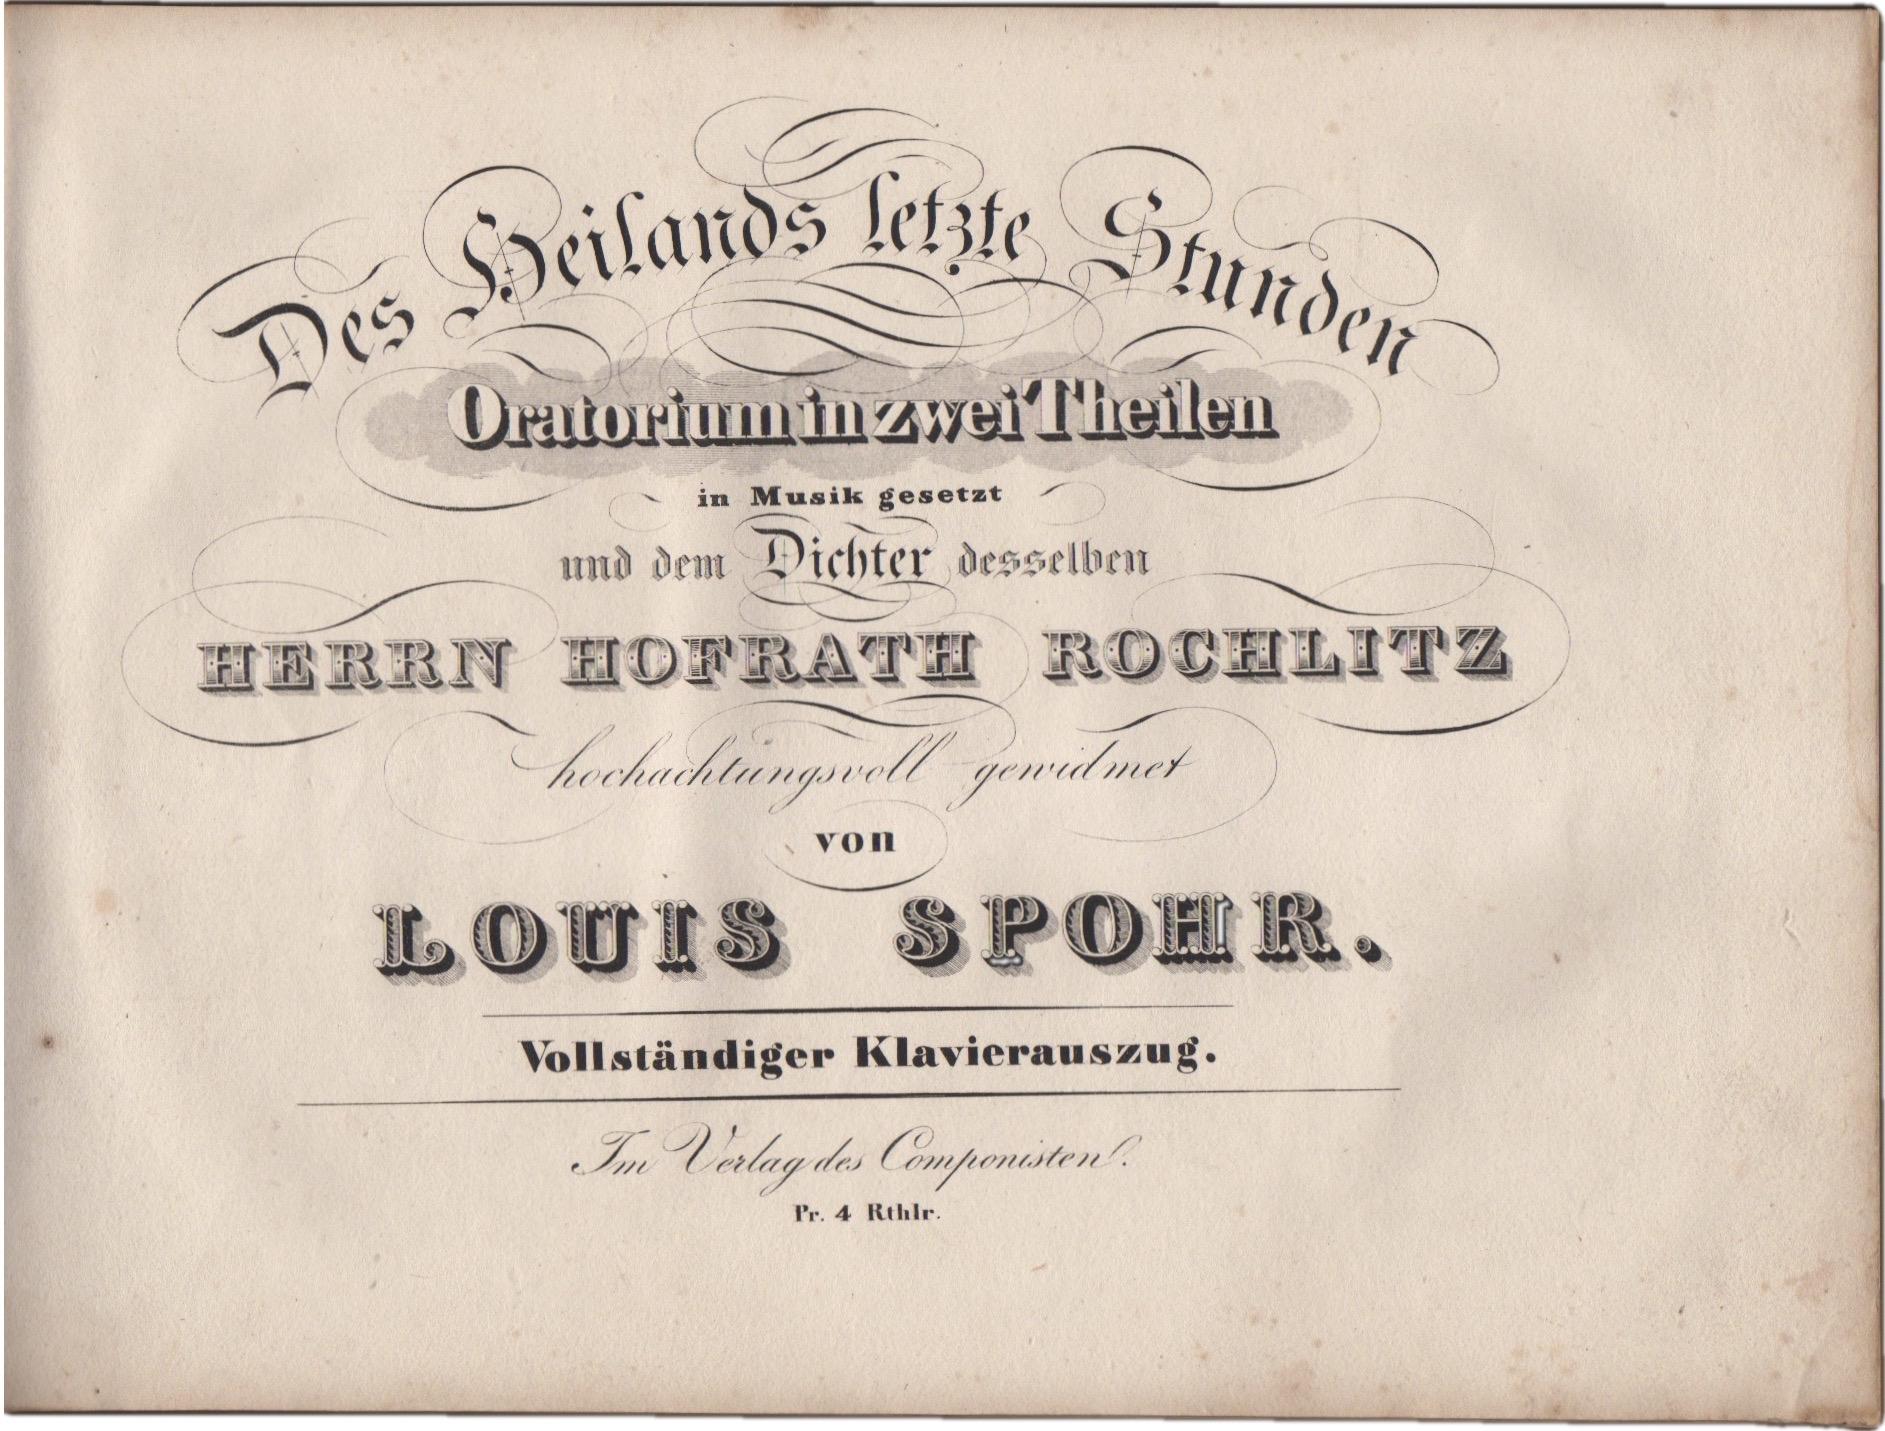 Des Heilands letzte Stunden
Oratorium in zwei Theilen
in Musik gesetzt
und dem Dichter desselben
HERRN HOFRATH ROCHLITZ
hochachtungsvoll gewidmet
von
LOUIS SPOHR.
Vollständiger Klavierauszug.
Im Verlag des Componisten.
Pr. 4 Rthlr.